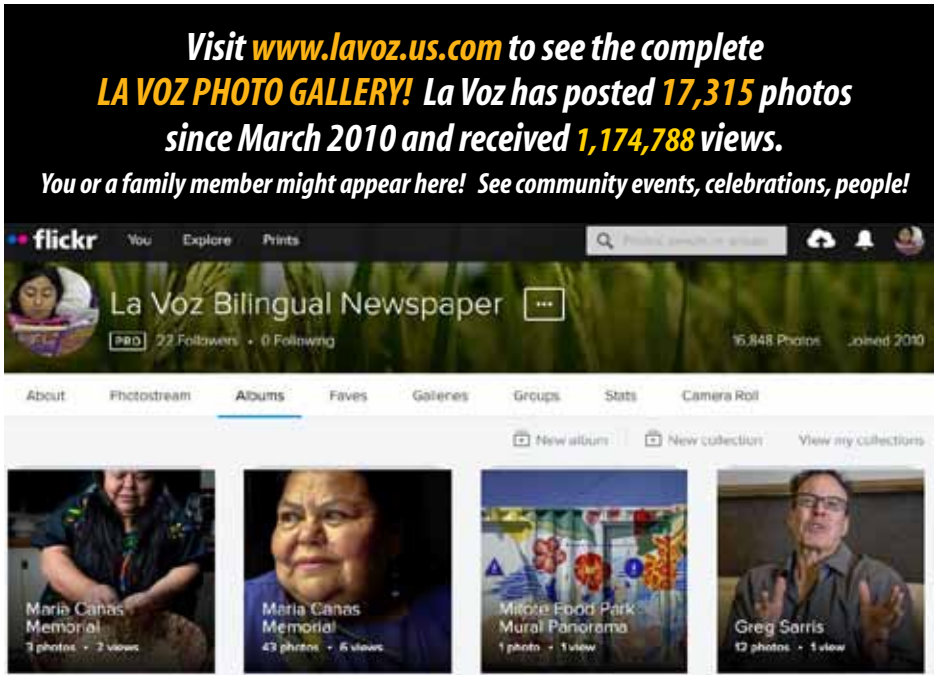 Visit www.lavoz.us.com to see the complete
LA VOZ PHOTO GALLERY! La Voz has posted 17,315 photos
since March 2010 and received 1,174,788 views.
You or a family member might appear here! See community events, celebrations, people!
flickr You Explore Prints
La Voz Bilingual Newspaper
PRO 22 Followers • 0 Following 16,848 Photos Joined 2010
About Photostream Albums Faves Galleries Groups Stats Camera Roll
New album New collection View my collections
Maria Canas
Memorial
3 photos • 2 views
Maria Canas
Memorial
43 photos • 6 views
Mitote Food Park
Mural Panorama
1 photo • 1 view
Greg Sarris
12 photos • 1 view